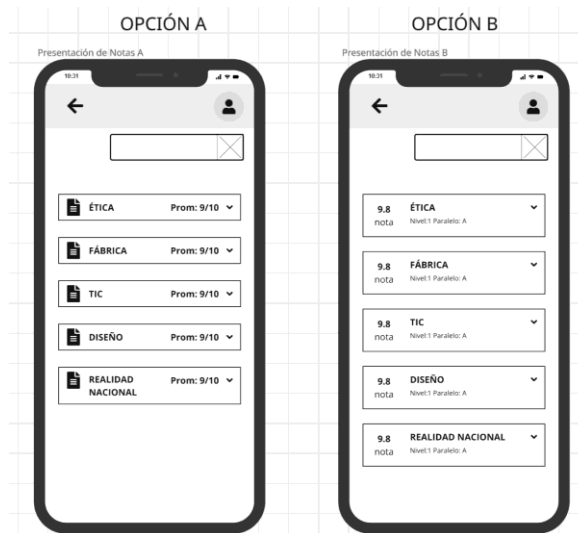 OPCIÓN A
Presentación de Notas A
10:31
ÉTICA Prom: 9/10
FÁBRICA Prom: 9/10
TIC Prom: 9/10
DISEÑO Prom: 9/10
REALIDAD NACIONAL Prom: 9/10
OPCIÓN B
Presentación de Notas B
10:31
9.8 ÉTICA
nota Nivel:1 Paralelo: A
9.8 FÁBRICA
nota Nivel:1 Paralelo: A
9.8 TIC
nota Nivel:1 Paralelo: A
9.8 DISEÑO
nota Nivel:1 Paralelo: A
9.8 REALIDAD NACIONAL
nota Nivel:1 Paralelo: A